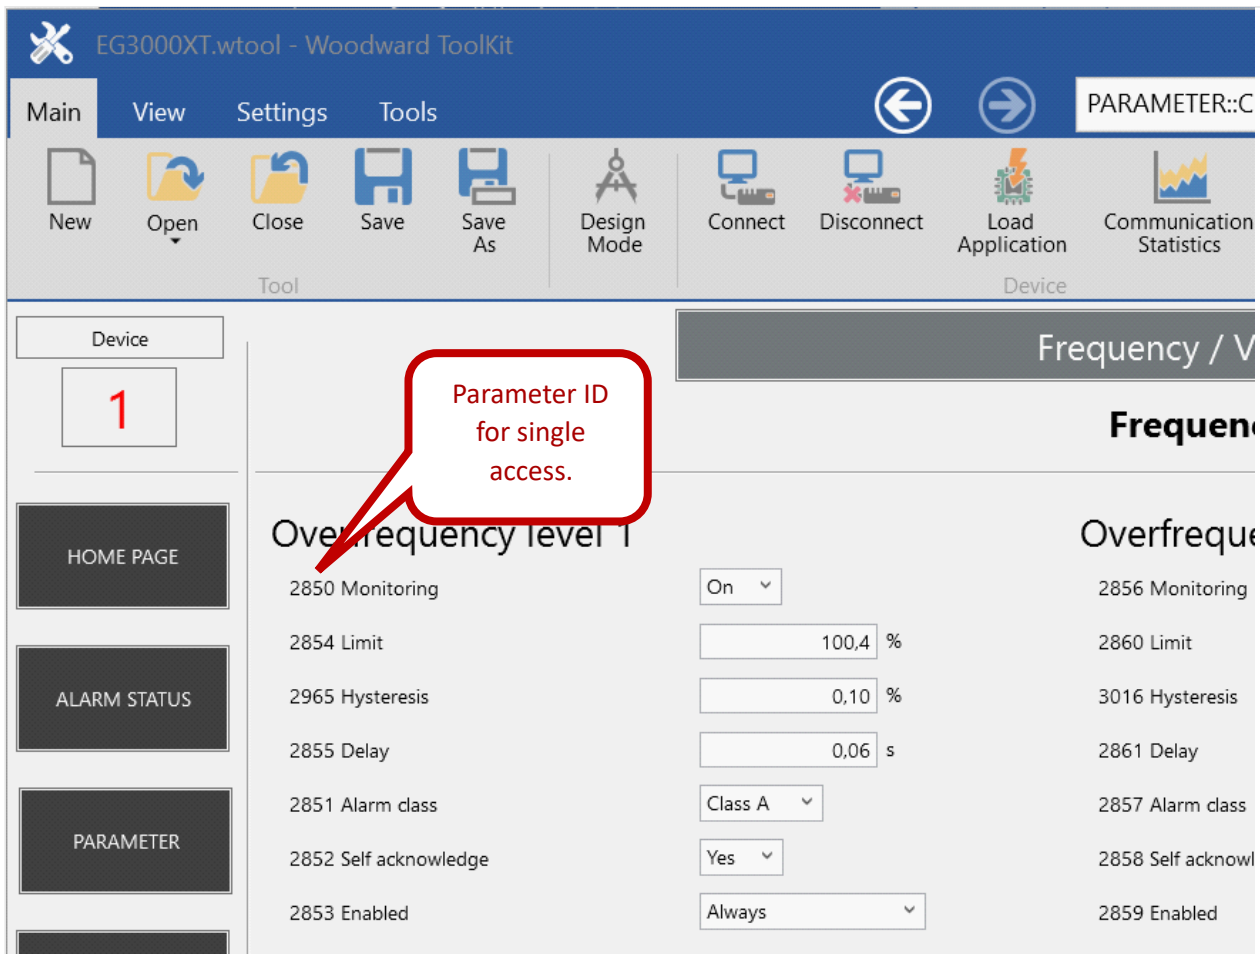 EG3000XT.wtool - Woodward ToolKit
Main View Settings Tools
PARAMETER::C
New Open Close Save Save As Design Mode Connect Disconnect Load Application Communication Statistics
Tool Device
Device
1
Frequency / V
Parameter ID
for single
access.
Frequen
HOME PAGE
ALARM STATUS
PARAMETER
Overfrequency level 1
2850 Monitoring On
2854 Limit 100,4 %
2965 Hysteresis 0,10 %
2855 Delay 0,06 s
2851 Alarm class Class A
2852 Self acknowledge Yes
2853 Enabled Always
Overfreque
2856 Monitoring
2860 Limit
3016 Hysteresis
2861 Delay
2857 Alarm class
2858 Self acknowl
2859 Enabled